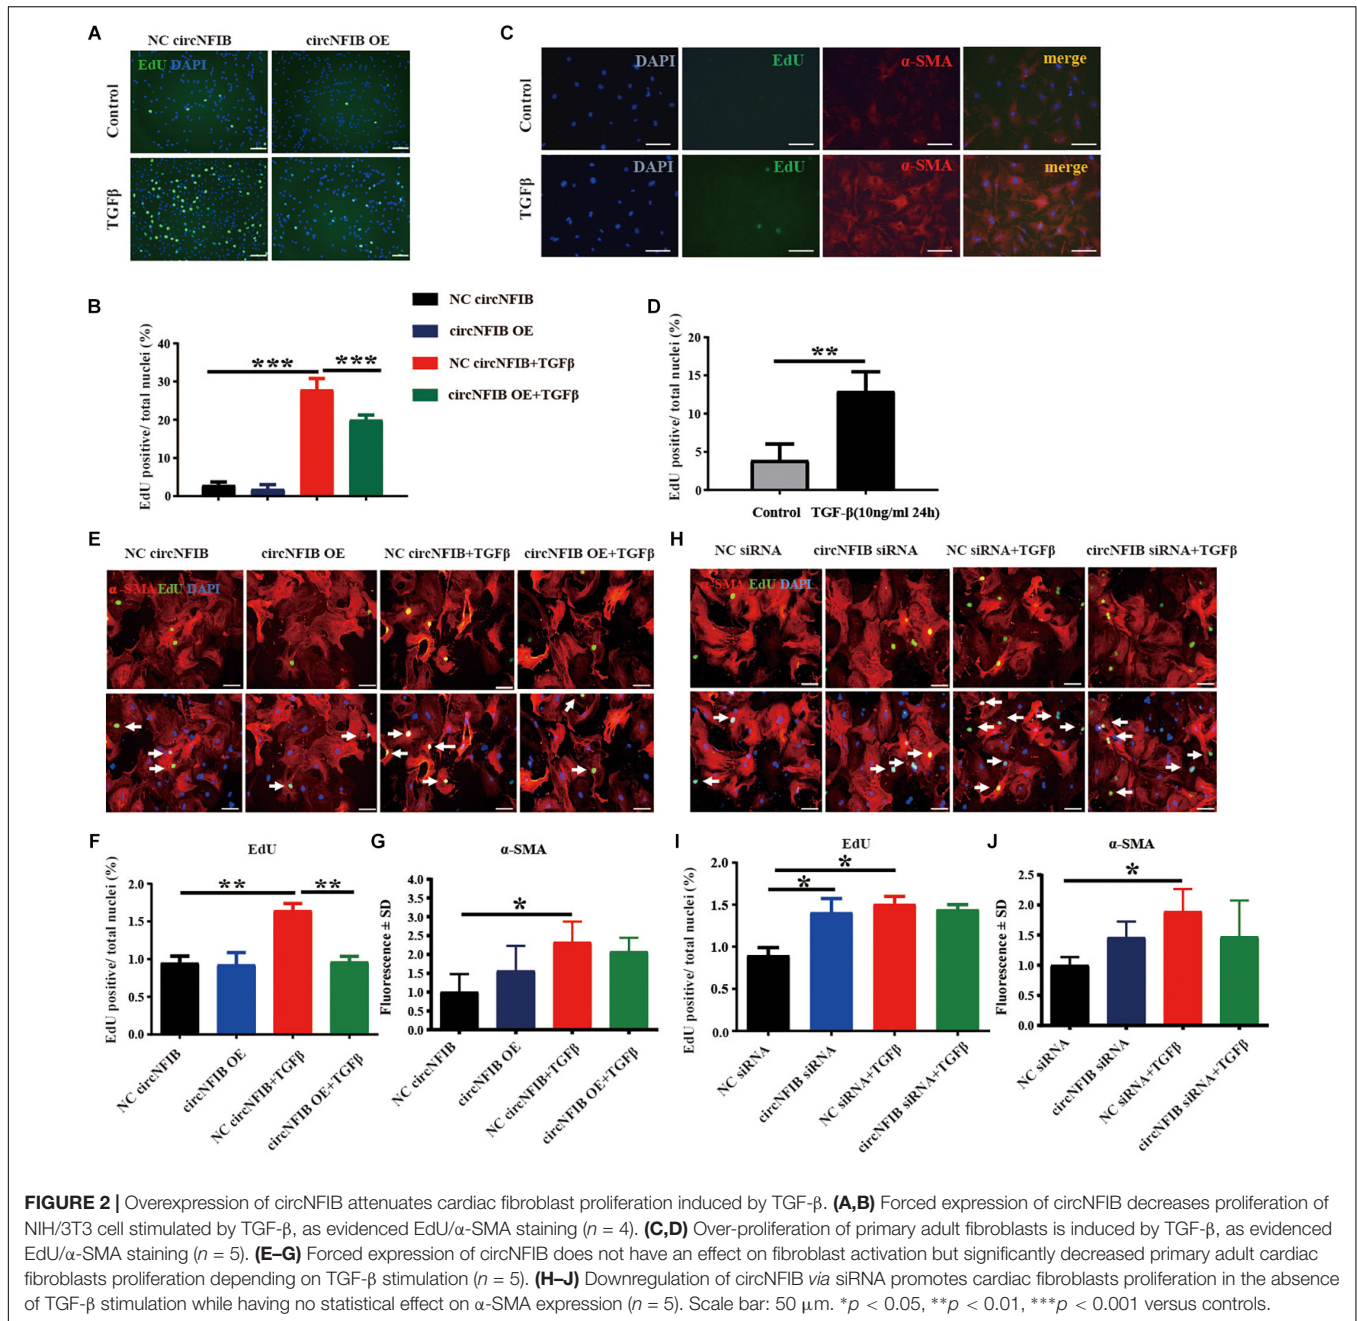 A
NC circNFIB
circNFIB OE
EdU DAPI
Control
TGFβ
C
DAPI
EdU
α-SMA
merge
Control
DAPI
EdU
α-SMA
merge
TGFβ
B
EdU positive/ total nuclei (%)
40
30
20
10
0
***
***
NC circNFIB
circNFIB OE
NC circNFIB+TGFβ
circNFIB OE+TGFβ
D
EdU positive/ total nuclei (%)
20
15
10
5
0
**
Control
TGF-β(10ng/ml 24h)
E
NC circNFIB
circNFIB OE
NC circNFIB+TGFβ
circNFIB OE+TGFβ
α-SMA EdU DAPI
H
NC siRNA
circNFIB siRNA
NC siRNA+TGFβ
circNFIB siRNA+TGFβ
α-SMA EdU DAPI
F
EdU
EdU positive/ total nuclei (%)
2.0
1.5
1.0
0.5
0.0
**
**
NC circNFIB
circNFIB OE
NC circNFIB+TGFβ
circNFIB OE+TGFβ
G
α-SMA
Fluorescence ± SD
4.0
3.5
3.0
2.5
2.0
1.5
1.0
0.5
0.0
*
NC circNFIB
circNFIB OE
NC circNFIB+TGFβ
circNFIB OE+TGFβ
I
EdU
EdU positive/ total nuclei (%)
2.0
1.5
1.0
0.5
0.0
*
*
NC siRNA
circNFIB siRNA
NC siRNA+TGFβ
circNFIB siRNA+TGFβ
J
α-SMA
Fluorescence ± SD
2.5
2.0
1.5
1.0
0.5
0.0
*
NC siRNA
circNFIB siRNA
NC siRNA+TGFβ
circNFIB siRNA+TGFβ
FIGURE 2 | Overexpression of circNFIB attenuates cardiac fibroblast proliferation induced by TGF-β. (A,B) Forced expression of circNFIB decreases proliferation of
NIH/3T3 cell stimulated by TGF-β, as evidenced EdU/α-SMA staining (n = 4). (C,D) Over-proliferation of primary adult fibroblasts is induced by TGF-β, as evidenced
EdU/α-SMA staining (n = 5). (E–G) Forced expression of circNFIB does not have an effect on fibroblast activation but significantly decreased primary adult cardiac
fibroblasts proliferation depending on TGF-β stimulation (n = 5). (H–J) Downregulation of circNFIB via siRNA promotes cardiac fibroblasts proliferation in the absence
of TGF-β stimulation while having no statistical effect on α-SMA expression (n = 5). Scale bar: 50 μm. *p < 0.05, **p < 0.01, ***p < 0.001 versus controls.